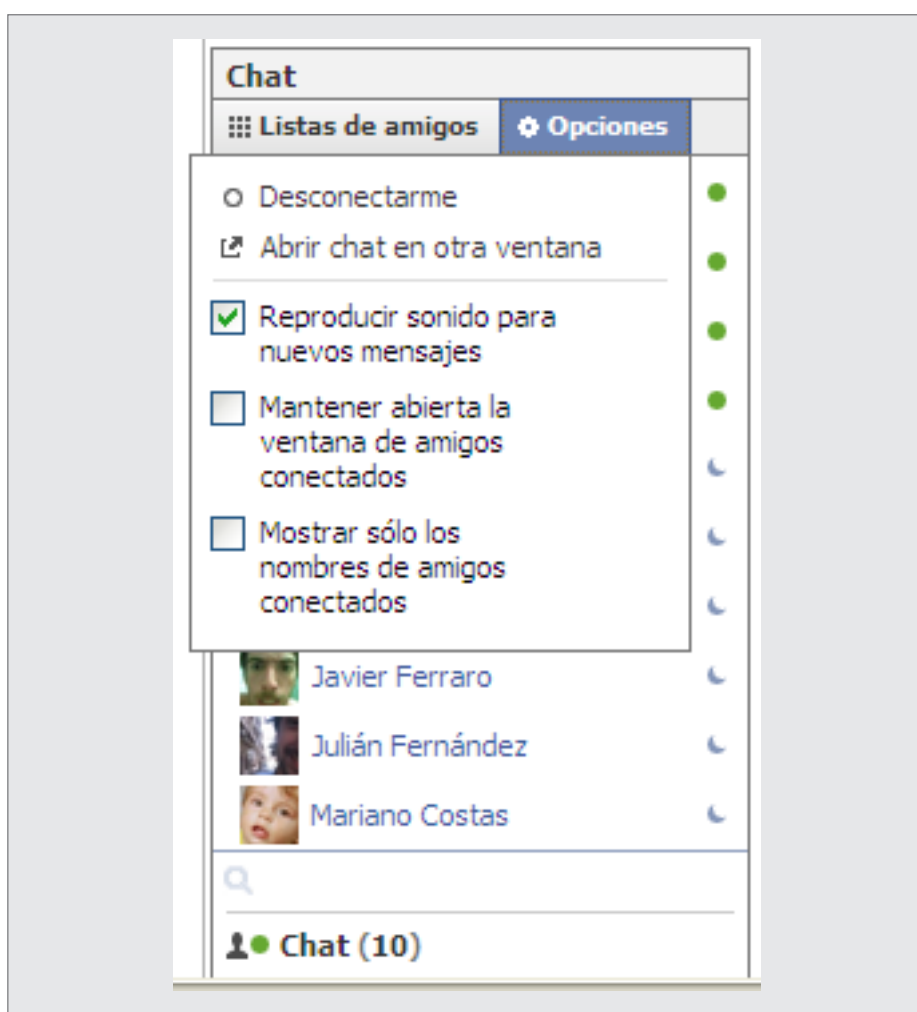 Chat
Listas de amigos Opciones
Desconectarme
Abrir chat en otra ventana
Reproducir sonido para
nuevos mensajes
Mantener abierta la
ventana de amigos
conectados
Mostrar sólo los
nombres de amigos
conectados
Javier Ferraro
Julián Fernández
Mariano Costas
Chat (10)